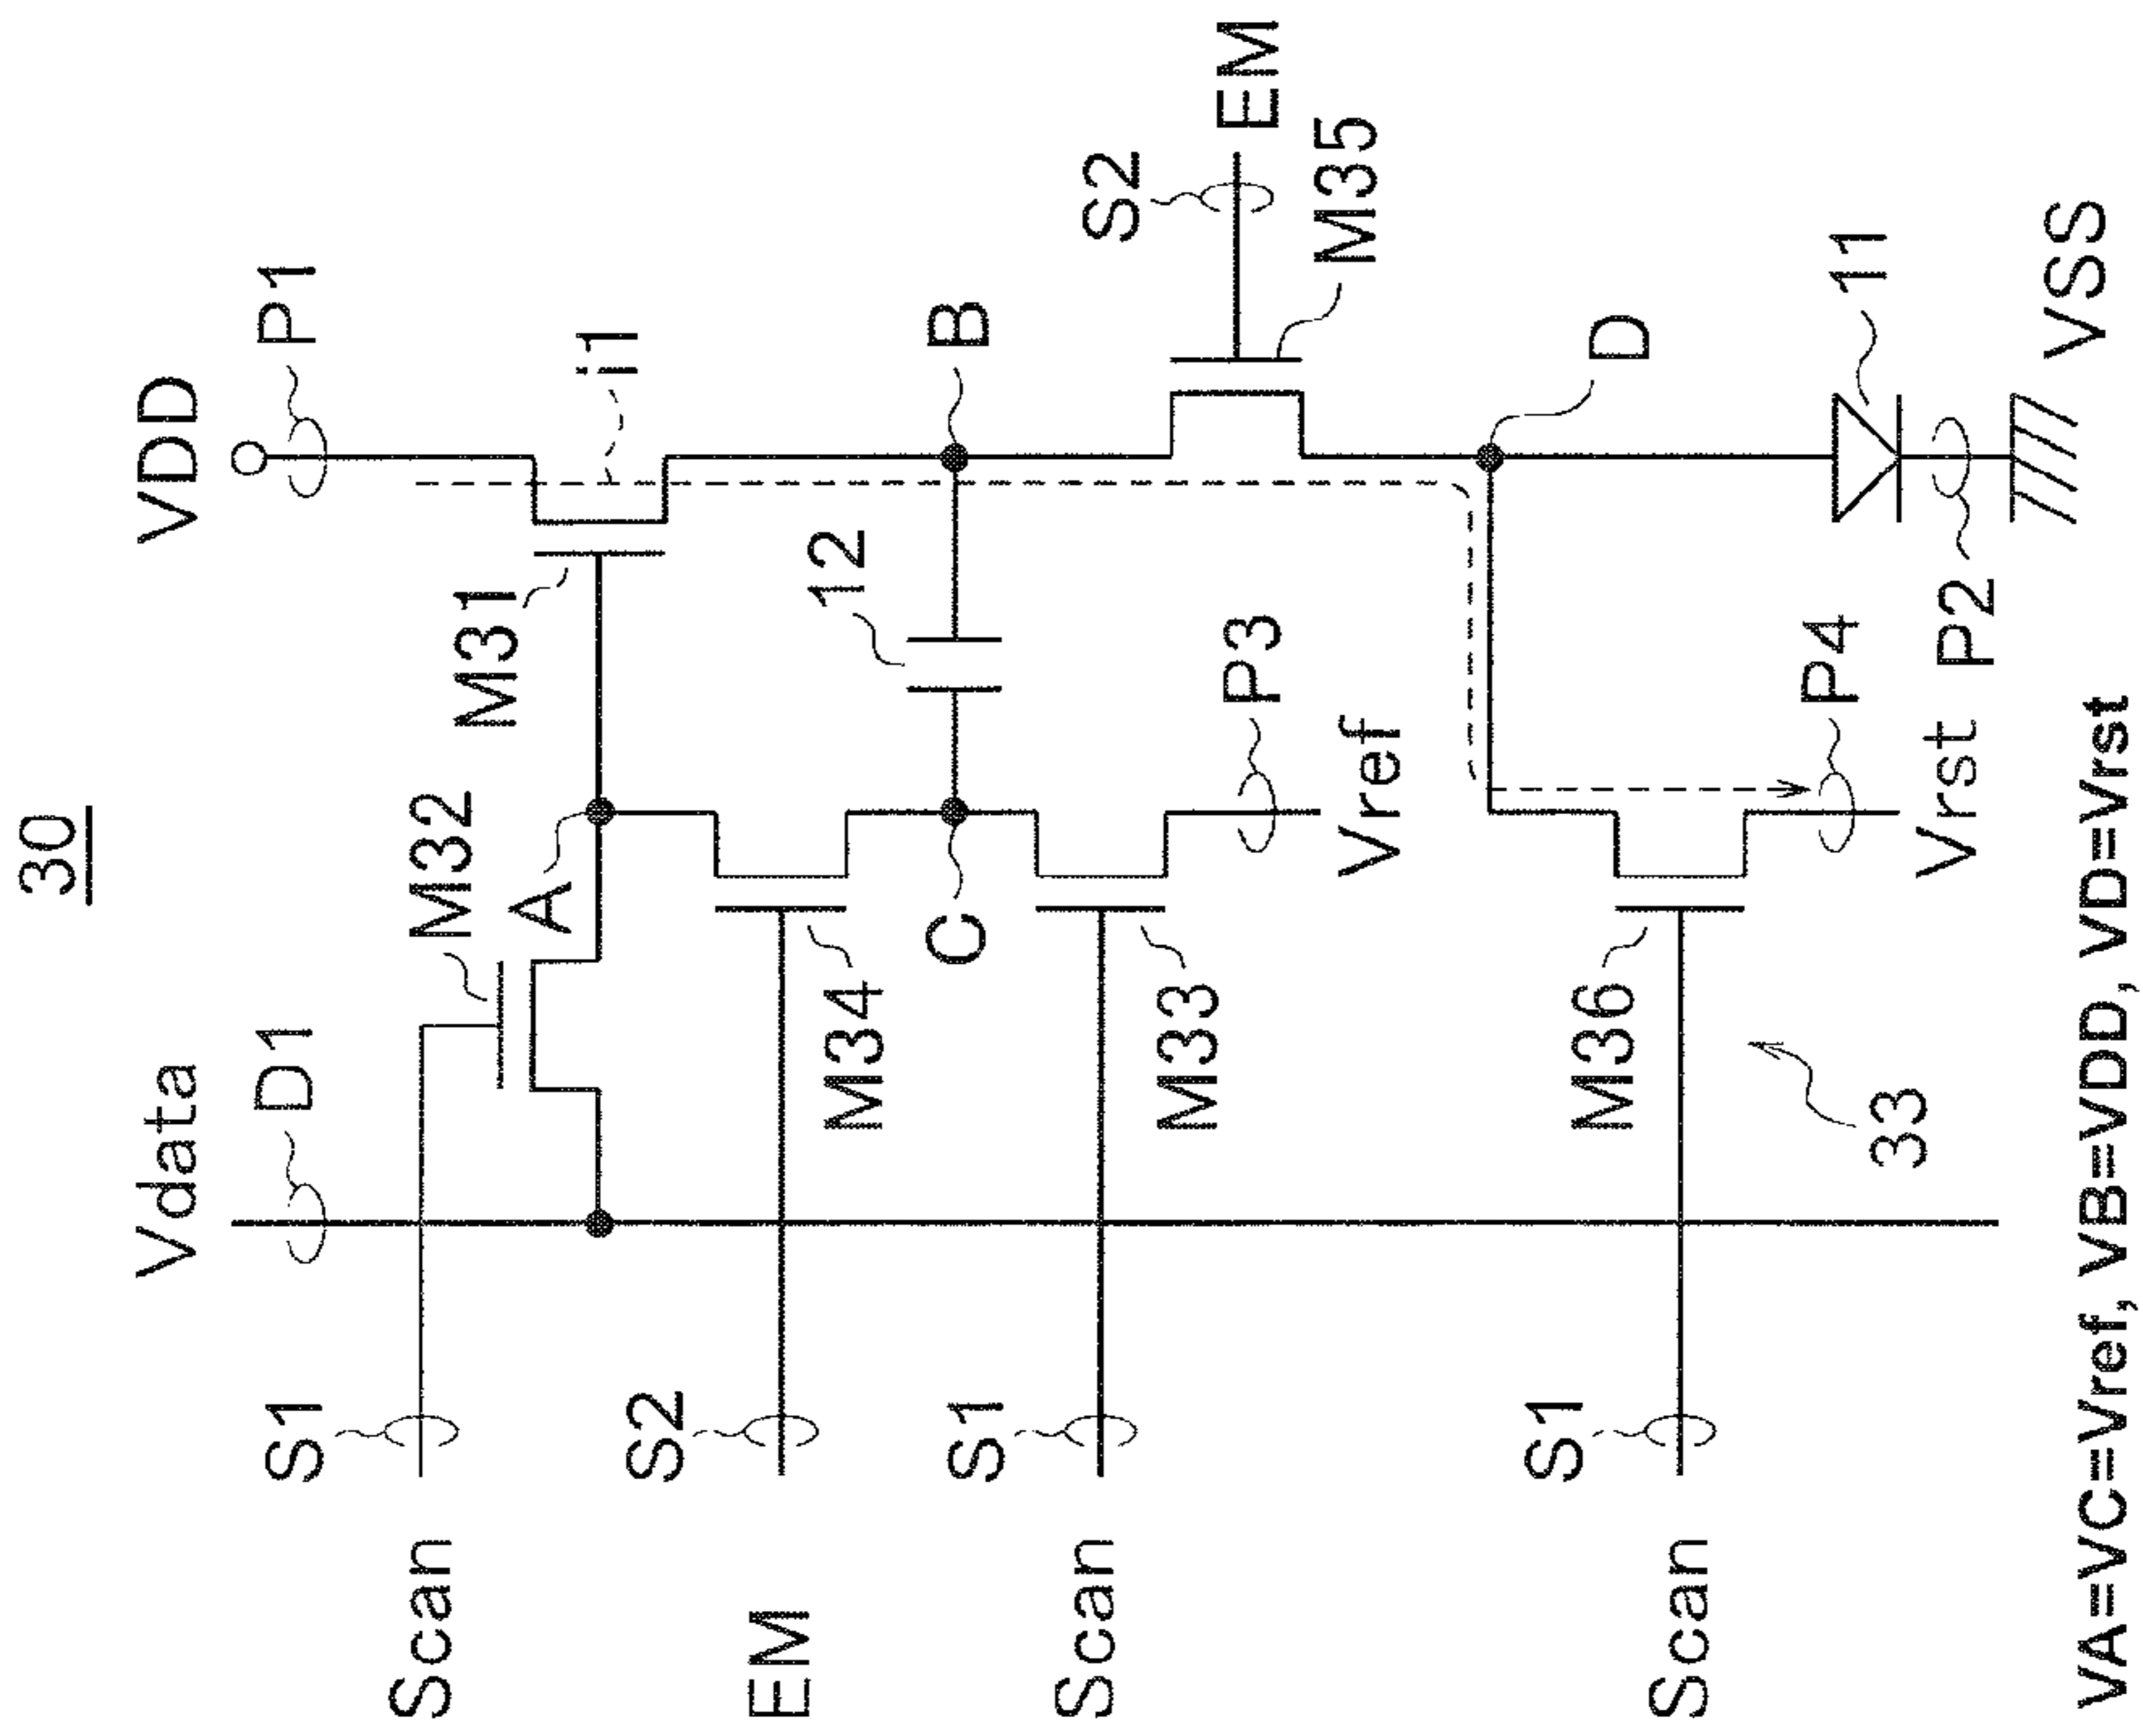 30
Vdata
VDD
S1
D1
P1
Scan
M32
M31
A
i1
S2
EM
12
M34
C
B
S1
Scan
S2
M33
P3
EM
M35
Vref
S1
M36
D
Scan
P4
11
33
Vrst
P2
VSS
VA=VC=Vref, VB=VDD, VD=Vrst